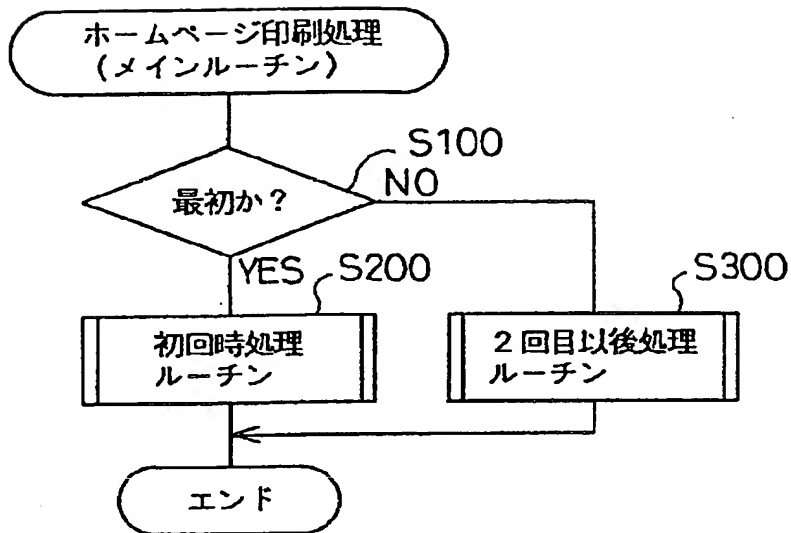 ホームページ印刷処理
(メインルーチン)
S100
最初か？
NO
YES
S200
S300
初回時処理
ルーチン
２回目以後処理
ルーチン
エンド